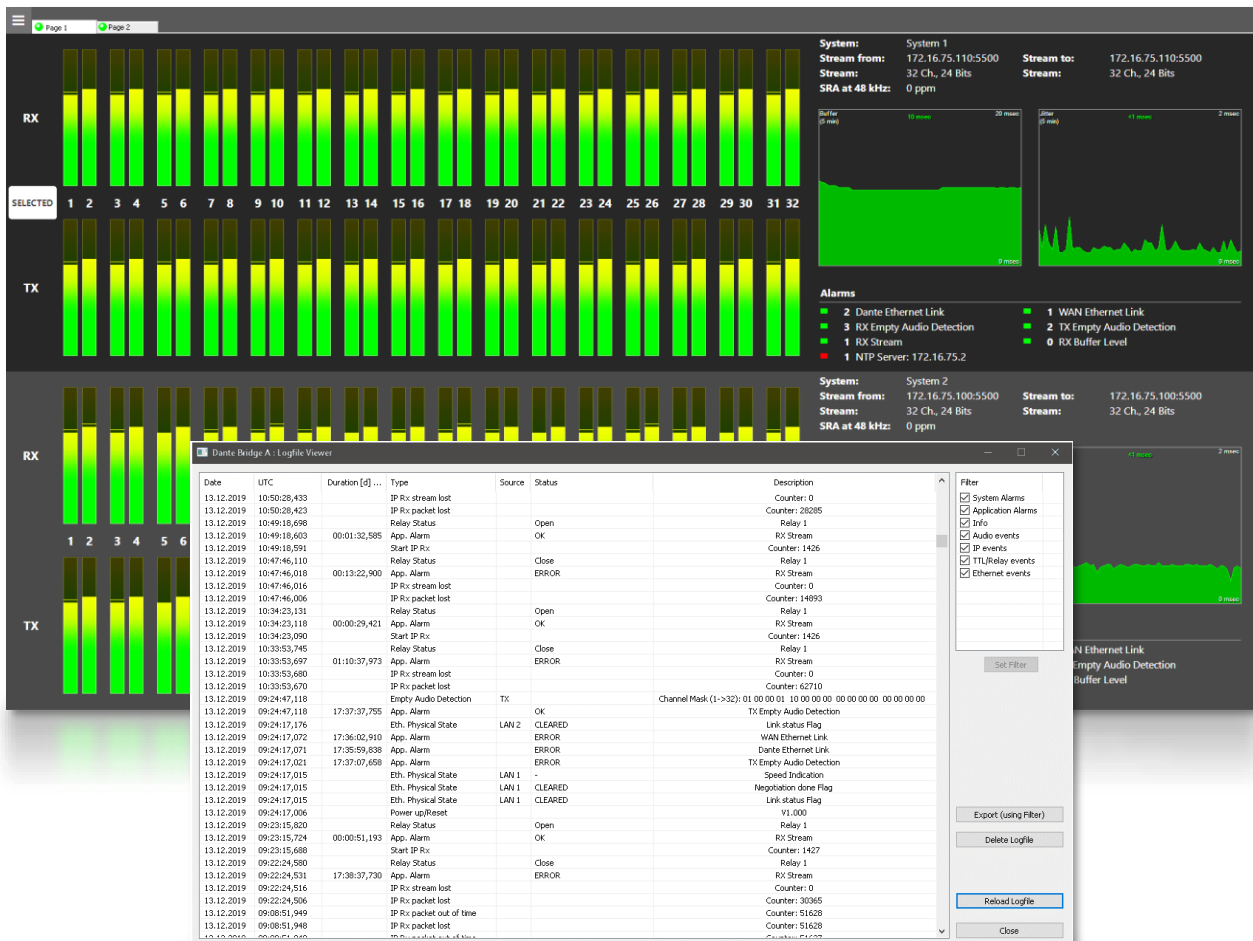 Page 1 Page 2
System: System 1
Stream from: 172.16.75.110:5500 Stream to: 172.16.75.110:5500
Stream: 32 Ch., 24 Bits Stream: 32 Ch., 24 Bits
SRA at 48 kHz: 0 ppm
RX
Buffer 10 msec 20 msec Jitter <1 msec 2 msec
(5 min) (5 min)
SELECTED 1 2 3 4 5 6 7 8 9 10 11 12 13 14 15 16 17 18 19 20 21 22 23 24 25 26 27 28 29 30 31 32
0 msec 0 msec
TX
Alarms
2 Dante Ethernet Link 1 WAN Ethernet Link
3 RX Empty Audio Detection 2 TX Empty Audio Detection
1 RX Stream 0 RX Buffer Level
1 NTP Server: 172.16.75.2
System: System 2
Stream from: 172.16.75.100:5500 Stream to: 172.16.75.100:5500
Stream: 32 Ch., 24 Bits Stream: 32 Ch., 24 Bits
SRA at 48 kHz: 0 ppm
RX
<1 msec 2 msec
1 2 3 4 5 6
0 msec
TX
AN Ethernet Link
Empty Audio Detection
Buffer Level
Dante Bridge A : Logfile Viewer
Date UTC Duration [d] ... Type Source Status Description
13.12.2019 10:50:28,433 IP Rx stream lost Counter: 0
13.12.2019 10:50:28,423 IP Rx packet lost Counter: 28285
13.12.2019 10:49:18,698 Relay Status Open Relay 1
13.12.2019 10:49:18,603 00:01:32,585 App. Alarm OK RX Stream
13.12.2019 10:49:18,591 Start IP Rx Counter: 1426
13.12.2019 10:47:46,110 Relay Status Close Relay 1
13.12.2019 10:47:46,018 00:13:22,900 App. Alarm ERROR RX Stream
13.12.2019 10:47:46,016 IP Rx stream lost Counter: 0
13.12.2019 10:47:46,006 IP Rx packet lost Counter: 14893
13.12.2019 10:34:23,131 Relay Status Open Relay 1
13.12.2019 10:34:23,118 00:00:29,421 App. Alarm OK RX Stream
13.12.2019 10:34:23,090 Start IP Rx Counter: 1426
13.12.2019 10:33:53,745 Relay Status Close Relay 1
13.12.2019 10:33:53,697 01:10:37,973 App. Alarm ERROR RX Stream
13.12.2019 10:33:53,680 IP Rx stream lost Counter: 0
13.12.2019 10:33:53,670 IP Rx packet lost Counter: 62710
13.12.2019 09:24:47,118 Empty Audio Detection TX Channel Mask (1->32): 01 00 00 01 10 00 00 00 00 00 00 00 00 00 00 00
13.12.2019 09:24:47,118 17:37:37,755 App. Alarm OK TX Empty Audio Detection
13.12.2019 09:24:17,176 Eth. Physical State LAN 2 CLEARED Link status Flag
13.12.2019 09:24:17,072 17:36:02,910 App. Alarm ERROR WAN Ethernet Link
13.12.2019 09:24:17,071 17:35:59,838 App. Alarm ERROR Dante Ethernet Link
13.12.2019 09:24:17,021 17:37:07,658 App. Alarm ERROR TX Empty Audio Detection
13.12.2019 09:24:17,015 Eth. Physical State LAN 1 - Speed Indication
13.12.2019 09:24:17,015 Eth. Physical State LAN 1 CLEARED Negotiation done Flag
13.12.2019 09:24:17,015 Eth. Physical State LAN 1 CLEARED Link status Flag
13.12.2019 09:24:17,006 Power up/Reset V1.000
13.12.2019 09:23:15,820 Relay Status Open Relay 1
13.12.2019 09:23:15,724 00:00:51,193 App. Alarm OK RX Stream
13.12.2019 09:23:15,688 Start IP Rx Counter: 1427
13.12.2019 09:22:24,580 Relay Status Close Relay 1
13.12.2019 09:22:24,531 17:38:37,730 App. Alarm ERROR RX Stream
13.12.2019 09:22:24,516 IP Rx stream lost Counter: 0
13.12.2019 09:22:24,506 IP Rx packet lost Counter: 30365
13.12.2019 09:08:51,949 IP Rx packet out of time Counter: 51628
13.12.2019 09:08:51,948 IP Rx packet lost Counter: 51628
Filter
System Alarms
Application Alarms
Info
Audio events
IP events
TTL/Relay events
Ethernet events
Set Filter
Export (using Filter)
Delete Logfile
Reload Logfile
Close